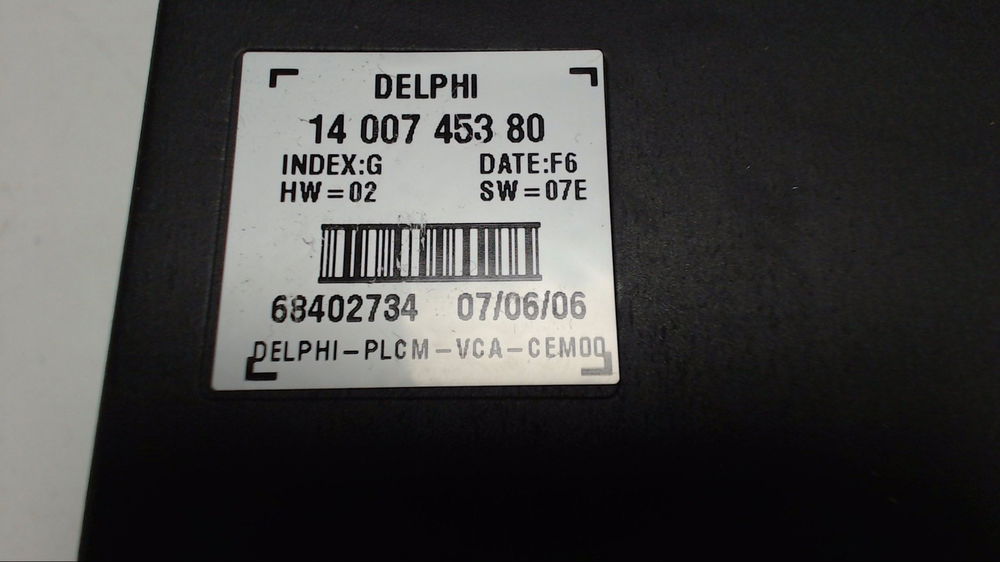 DELPHI
14 007 453 80
INDEX:G DATE:F6
HW=02 SW=07E
68402734 07/06/06
DELPHI-PLCM-VCA-CEM00